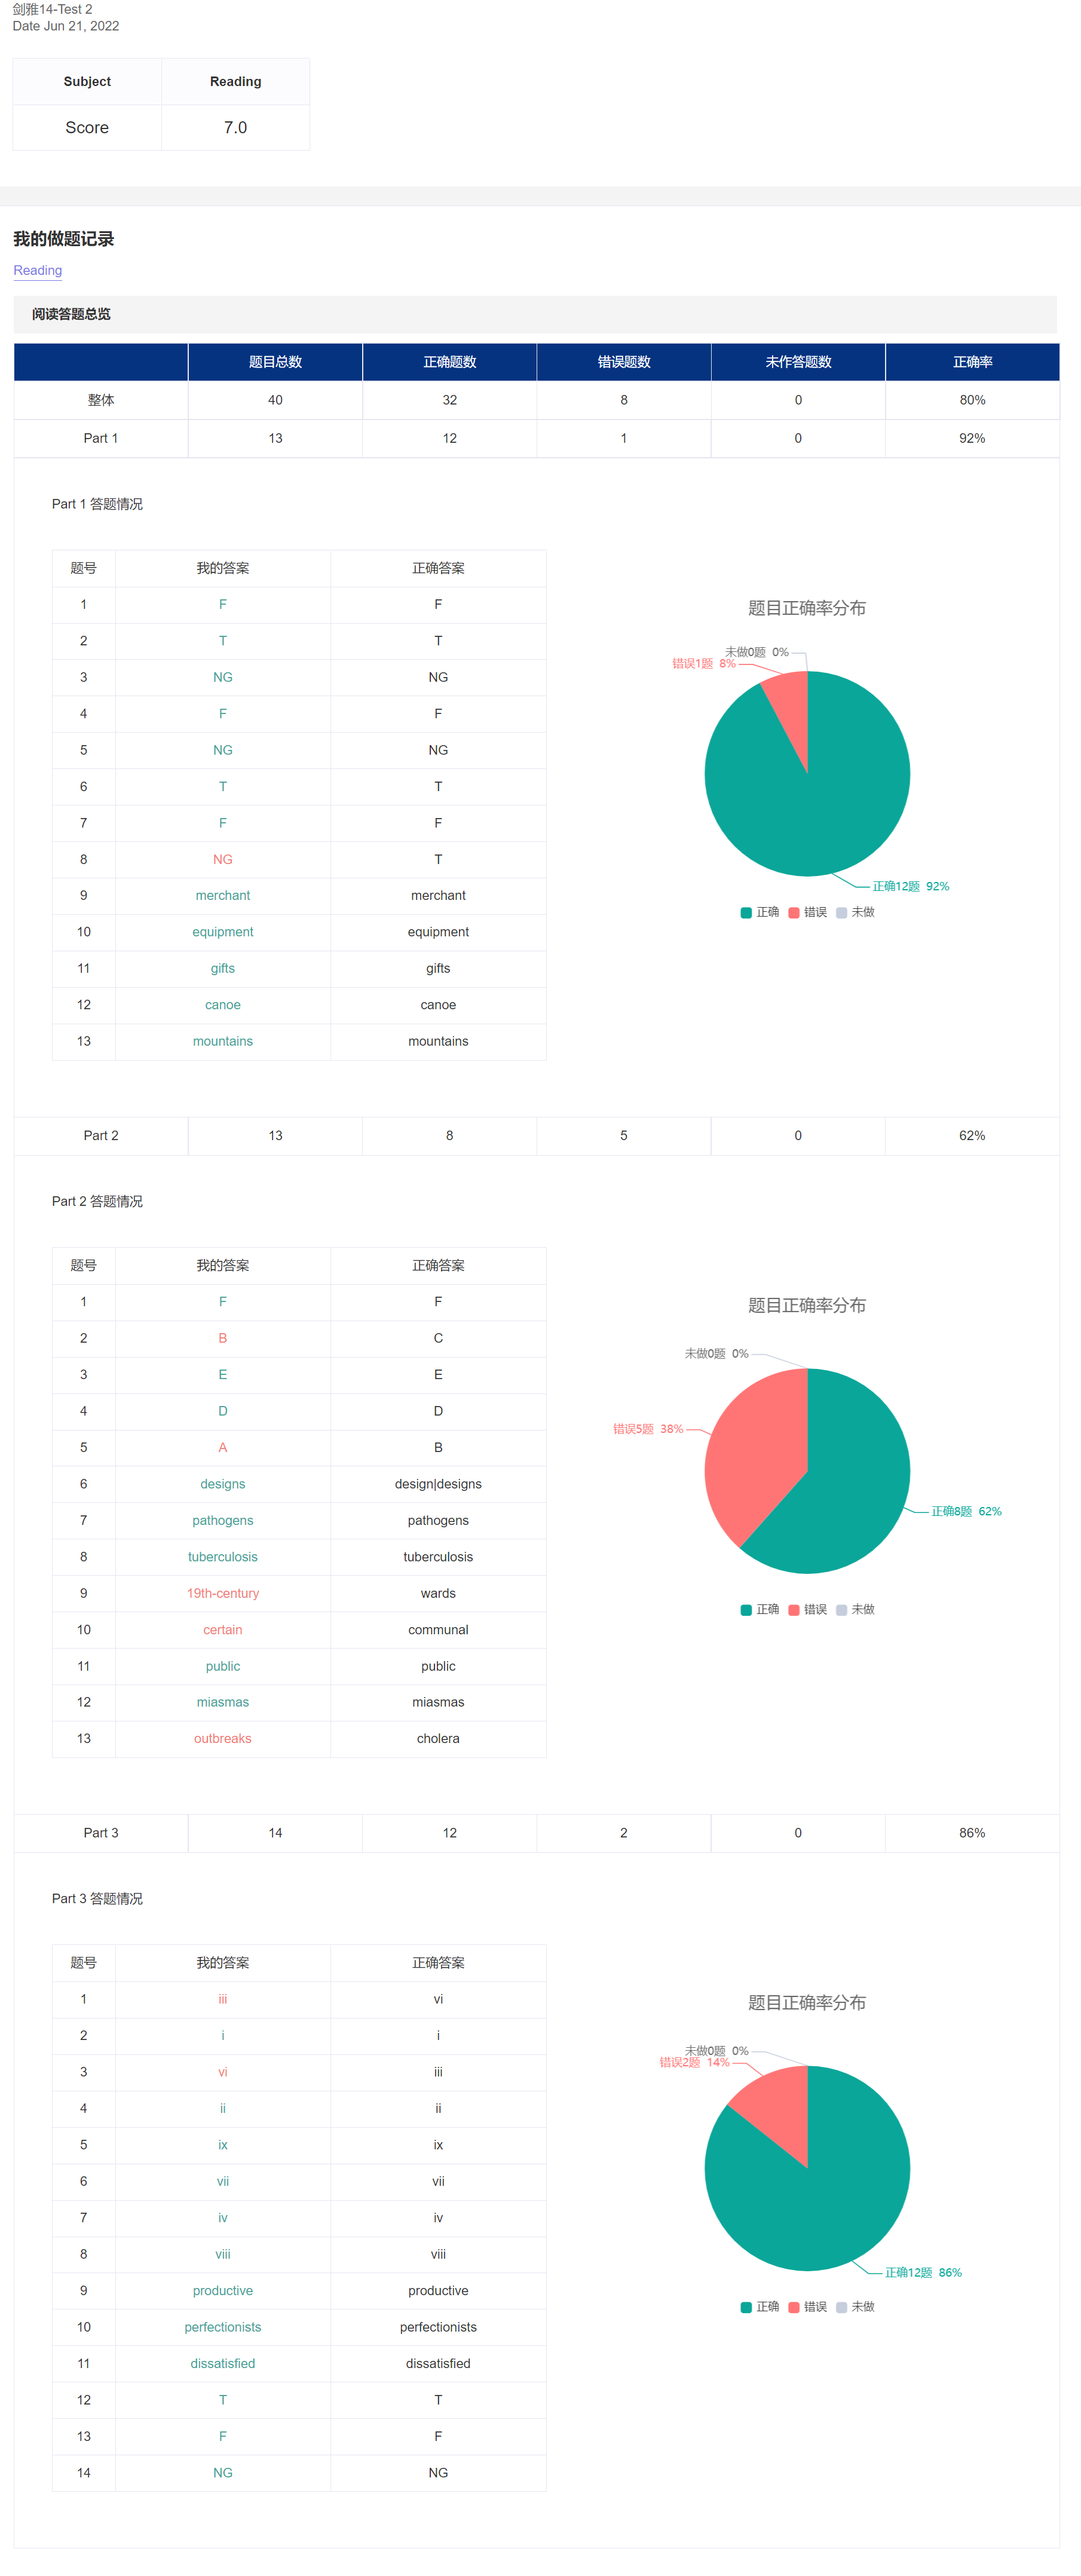 剑雅14-Test 2
Date Jun 21, 2022
Subject Reading
Score 7.0
我的做题记录
Reading
阅读答题总览
题目总数 正确题数 错误题数 未作答题数 正确率
整体 40 32 8 0 80%
Part 1 13 12 1 0 92%
Part 1 答题情况
题号 我的答案 正确答案
1 F F
2 T T
3 NG NG
4 F F
5 NG NG
6 T T
7 F F
8 NG T
9 merchant merchant
10 equipment equipment
11 gifts gifts
12 canoe canoe
13 mountains mountains
题目正确率分布
未做0题 0%
错误1题 8%
正确12题 92%
正确 错误 未做
Part 2 13 8 5 0 62%
Part 2 答题情况
题号 我的答案 正确答案
1 F F
2 B C
3 E E
4 D D
5 A B
6 designs design|designs
7 pathogens pathogens
8 tuberculosis tuberculosis
9 19th-century wards
10 certain communal
11 public public
12 miasmas miasmas
13 outbreaks cholera
题目正确率分布
未做0题 0%
错误5题 38%
正确8题 62%
正确 错误 未做
Part 3 14 12 2 0 86%
Part 3 答题情况
题号 我的答案 正确答案
1 iii vi
2 i i
3 vi iii
4 ii ii
5 ix ix
6 vii vii
7 iv iv
8 viii viii
9 productive productive
10 perfectionists perfectionists
11 dissatisfied dissatisfied
12 T T
13 F F
14 NG NG
题目正确率分布
未做0题 0%
错误2题 14%
正确12题 86%
正确 错误 未做